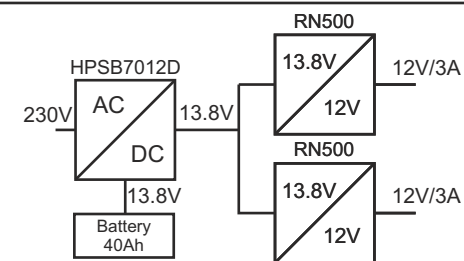 RN500
HPSB7012D
13.8V
12V
12V/3A
230V
AC
DC
13.8V
RN500
13.8V
Battery
40Ah
13.8V
12V
12V/3A